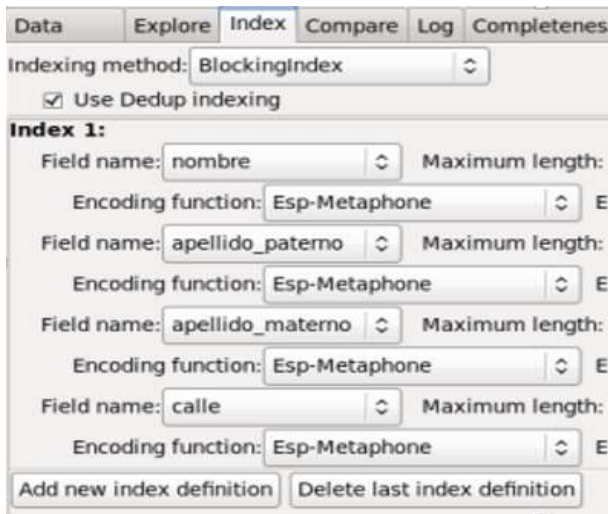 Data Explore Index Compare Log Completenes
Indexing method: BlockingIndex
Use Dedup indexing
Index 1:
Field name: nombre Maximum length:
Encoding function: Esp-Metaphone E
Field name: apellido_paterno Maximum length:
Encoding function: Esp-Metaphone E
Field name: apellido_materno Maximum length:
Encoding function: Esp-Metaphone E
Field name: calle Maximum length:
Encoding function: Esp-Metaphone E
Add new index definition Delete last index definition